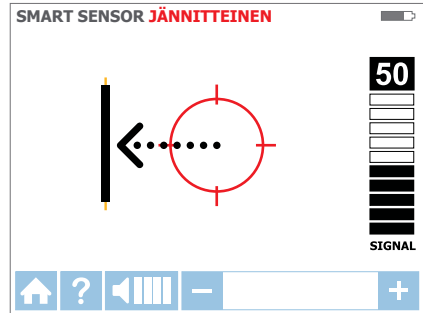 SMART SENSOR JÄNNITTEINEN
50
SIGNAL
?
− +